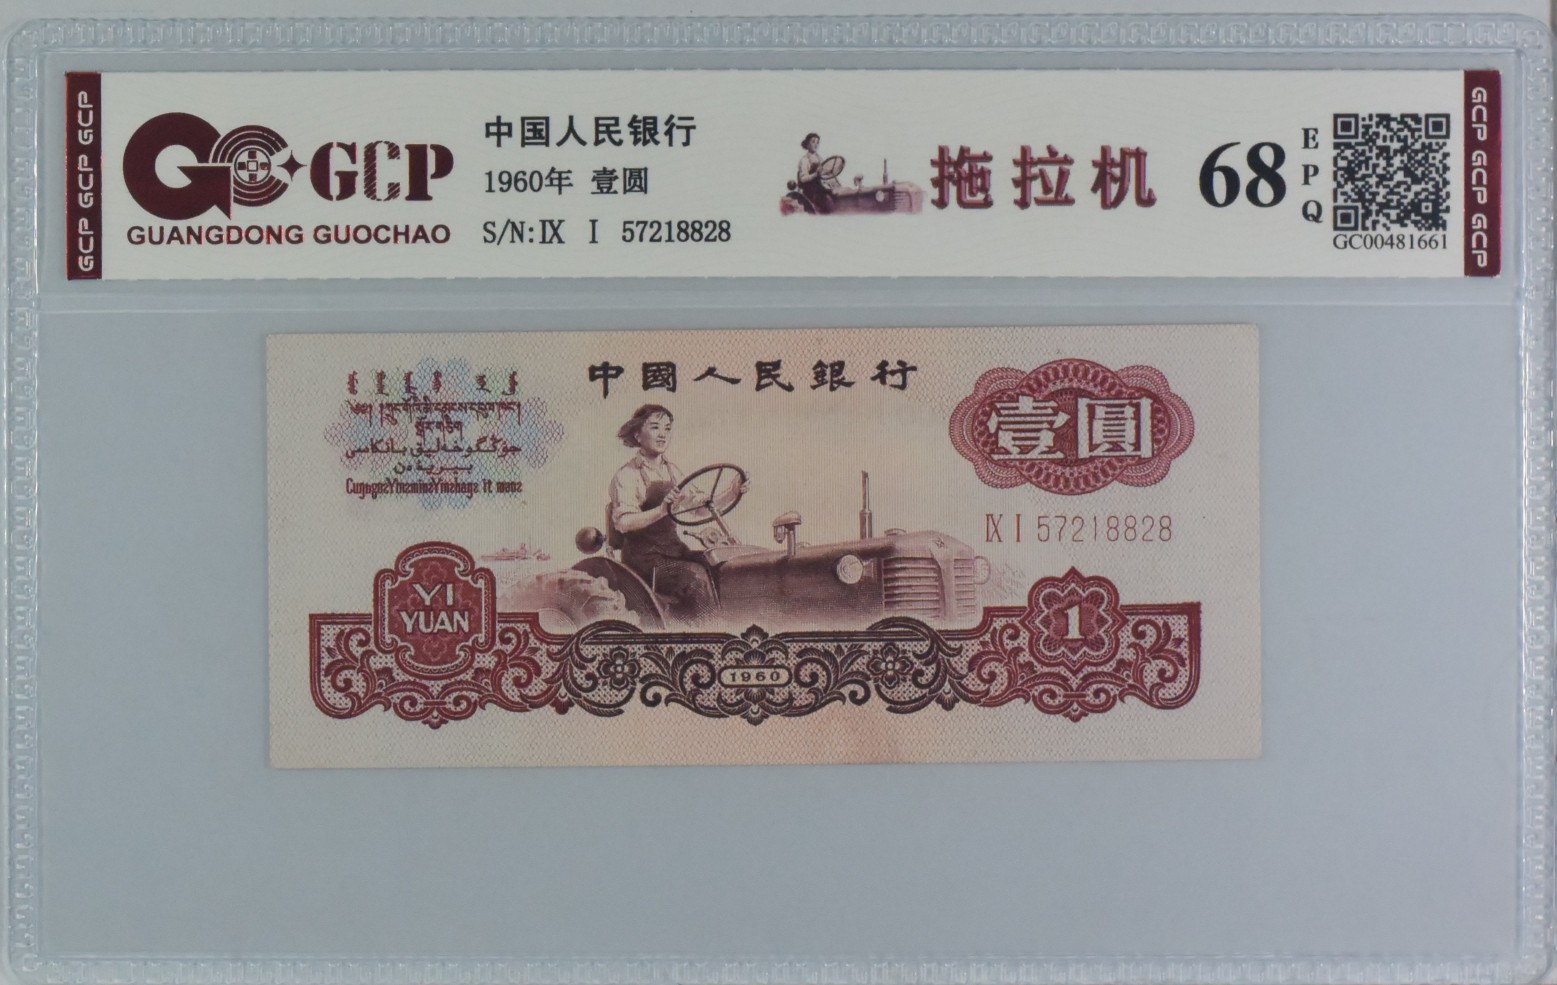 GCP GCP GCP
GCP
GUANGDONG GUOCHAO
中国人民银行
1960年 壹圆
S/N: IX I 57218828
拖拉机
68
EPQ
GC00481661
GCP GCP GCP
中國人民銀行
壹圓
IX I 57218828
YI
YUAN
1960
1